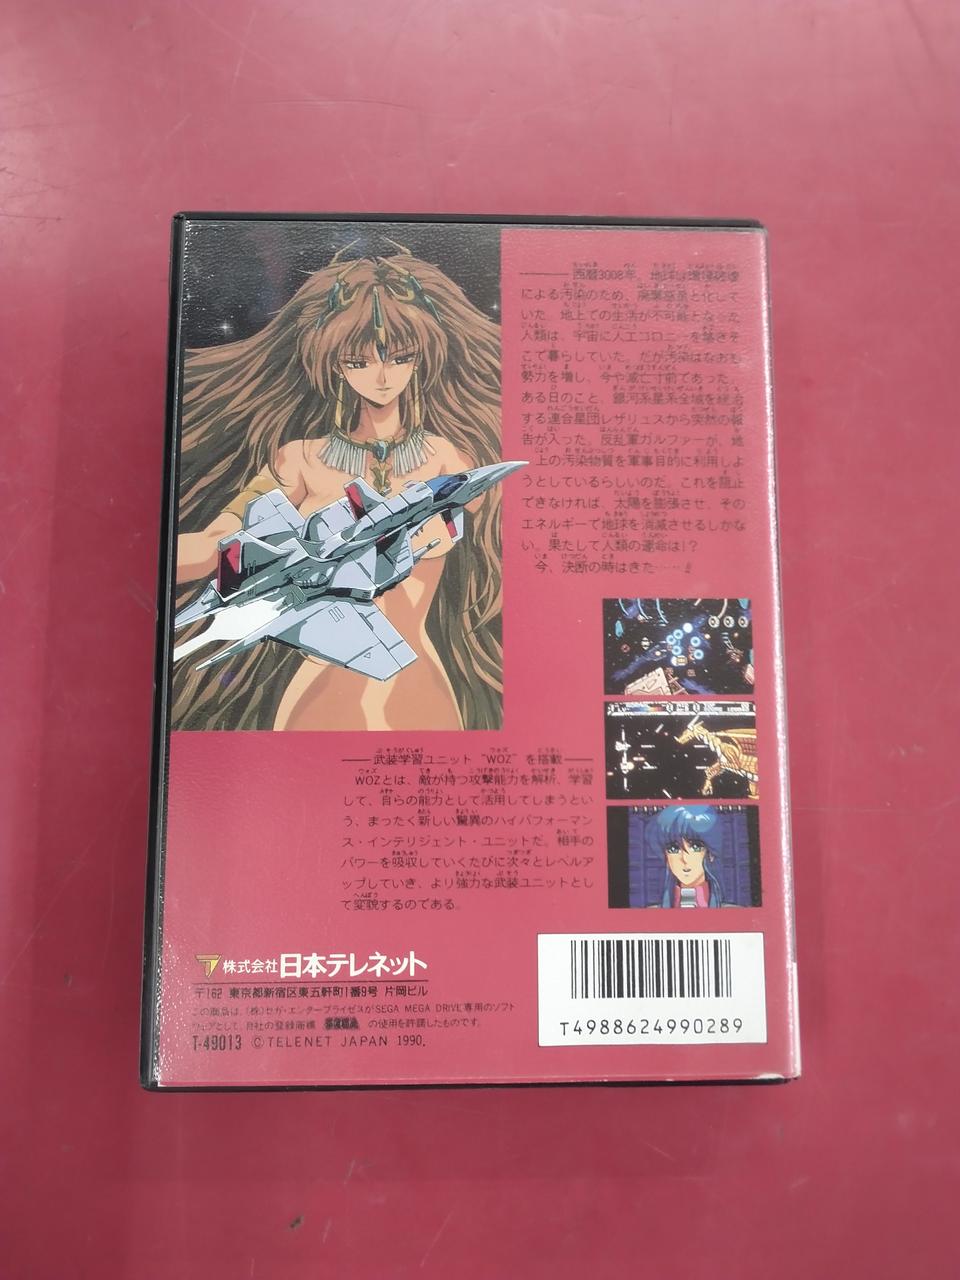 西暦3008年。地球は環境破壊
による汚染のため、廃棄惑星と化して
いた。地上での生活が不可能となった
人類は、宇宙に人工コロニーを築きそ
こで暮らしていた。だが汚染はなおも
勢力を増し、今や滅亡寸前であった。
ある日のこと、銀河系星系全域を統治
する連合星団レザリュスから突然の報
告が入った。反乱軍ガルファーが、地
上の汚染物質を軍事目的に利用しよ
うとしているらしいのだ。これを阻止
できなければ、太陽を膨張させ、その
エネルギーで地球を消滅させるしかな
い。果たして人類の運命は!?
今、決断の時はきた……!!
武装学習ユニット "WOZ" を搭載
WOZとは、敵が持つ攻撃能力を解析、学習
して、自らの能力として活用してしまうとい
う、まったく新しい驚異のハイパフォーマン
ス・インテリジェント・ユニットだ。相手の
パワーを吸収していくたびに次々とレベルア
ップしていき、より強力な武装ユニットとし
て変貌するのである。
株式会社 日本テレネット
〒162 東京都新宿区東五軒町1番9号 片岡ビル
この商品は、(株)セガ・エンタープライゼスがSEGA MEGA DRIVE専用のソフト
ウェアとして、自社の登録商標 SEGA の使用を許諾したものです。
T-49013 ©TELENET JAPAN 1990.
T4988624990289